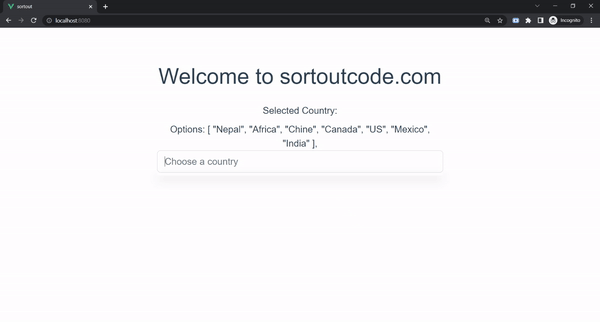 sortout
localhost:8080
Incognito
Welcome to sortoutcode.com
Selected Country:
Options: [ "Nepal", "Africa", "Chine", "Canada", "US", "Mexico",
"India" ],
Choose a country